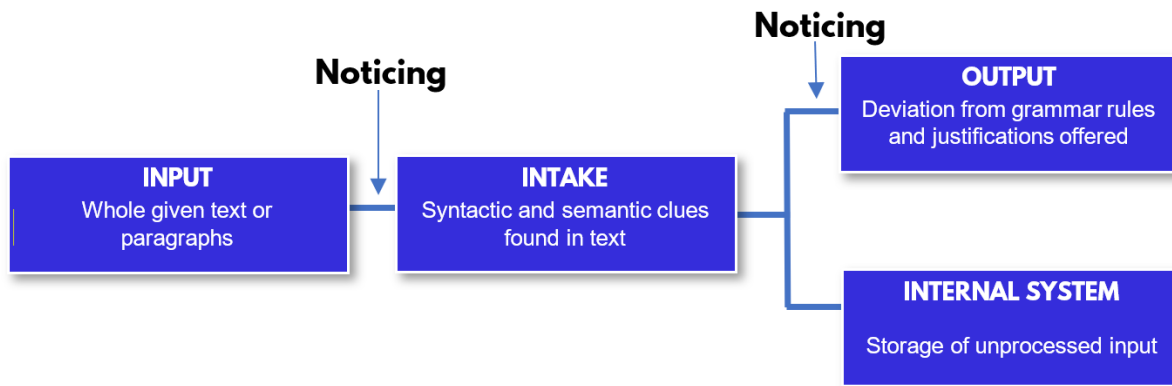 Noticing
Noticing
OUTPUT
Deviation from grammar rules
and justifications offered
INPUT
Whole given text or
paragraphs
INTAKE
Syntactic and semantic clues
found in text
INTERNAL SYSTEM
Storage of unprocessed input